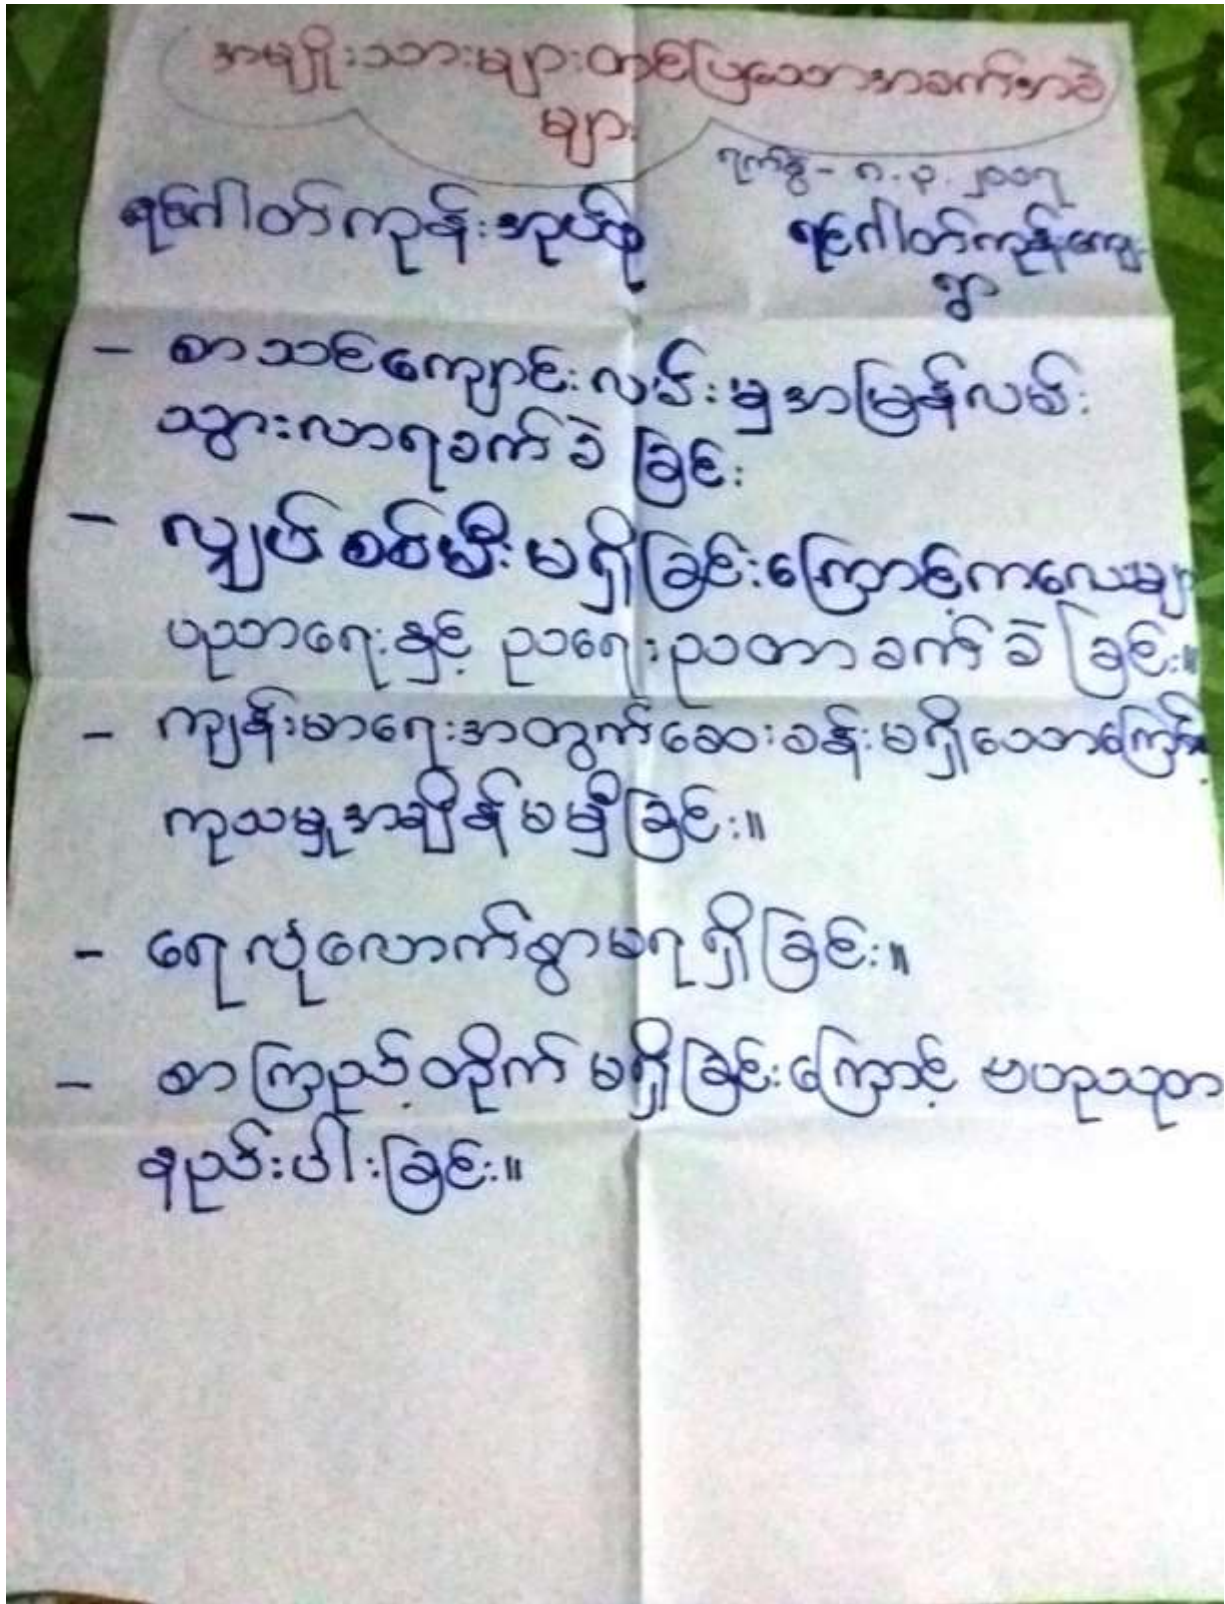 အမျိုးသားများတင်ပြသောအခက်အခဲ
များ
ရက်စွဲ - ၈.၃.၂၀၁၇
ရင်ဂါတ်ကုန်းအုပ်စု
ရင်ဂါတ်ကုန်းကျေး
ရွာ
- စာသင်ကျောင်းလမ်းမှအမြန်လမ်း
သွားလာရခက်ခဲခြင်း
- လျှပ်စစ်မီးမရှိခြင်းကြောင့်ကလေးများ
ပညာရေးနှင့် ညရေးညတာခက်ခဲခြင်း။
- ကျန်းမာရေးအတွက်ဆေးခန်းမရှိသောကြောင့်
ကုသမှုအချိန်မမှီခြင်း။
- ရေလုံလောက်စွာမရရှိခြင်း။
- စာကြည့်တိုက်မရှိခြင်းကြောင့် ဗဟုသုတ
နည်းပါးခြင်း။